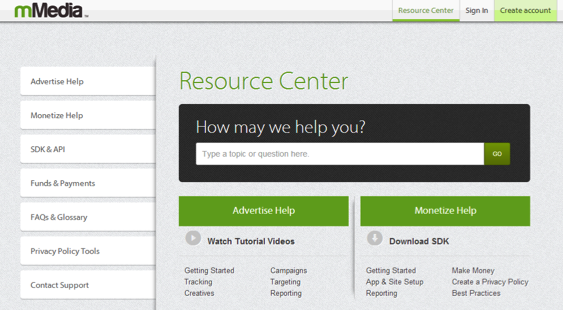 mMedia™
Resource Center
Sign In
Create account
Advertise Help
Monetize Help
SDK & API
Funds & Payments
FAQs & Glossary
Privacy Policy Tools
Contact Support
Resource Center
How may we help you?
Type a topic or question here.
GO
Advertise Help
Watch Tutorial Videos
Getting Started
Tracking
Creatives
Campaigns
Targeting
Reporting
Monetize Help
Download SDK
Getting Started
App & Site Setup
Reporting
Make Money
Create a Privacy Policy
Best Practices